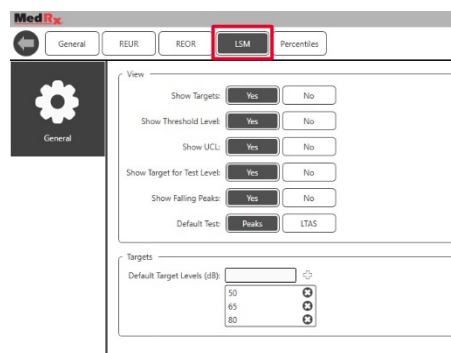 MedRx
General REUR REOR LSM Percentiles
General
View
Show Targets: Yes No
Show Threshold Level: Yes No
Show UCL: Yes No
Show Target for Test Level: Yes No
Show Falling Peaks: Yes No
Default Test: Peaks LTAS
Targets
Default Target Levels (dB):
50
65
80